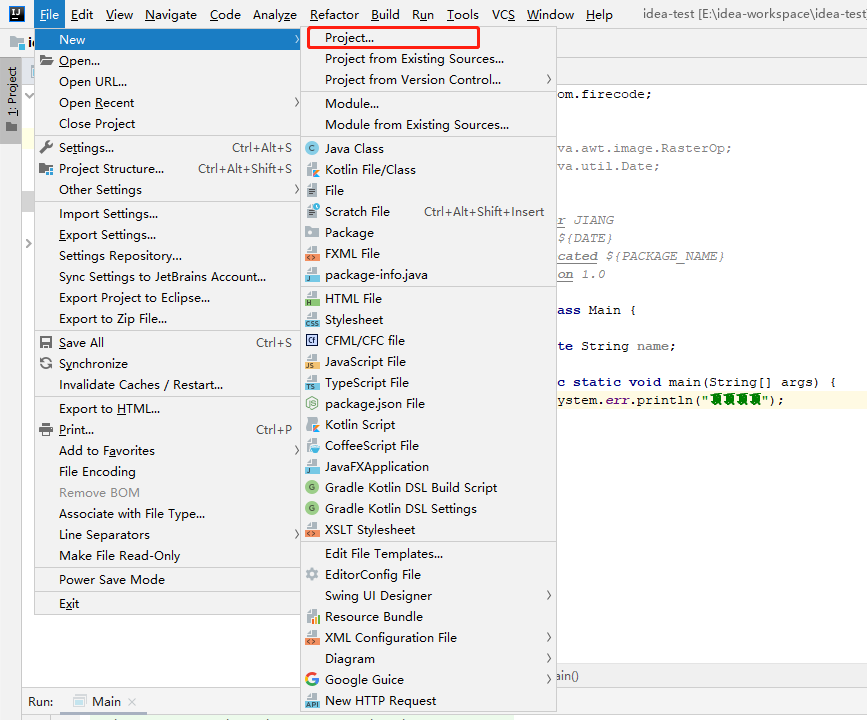 File Edit View Navigate Code Analyze Refactor Build Run Tools VCS Window Help idea-test [E:\idea-workspace\idea-test
New
Open...
Open URL...
Open Recent
Close Project
Settings... Ctrl+Alt+S
Project Structure... Ctrl+Alt+Shift+S
Other Settings
Import Settings...
Export Settings...
Settings Repository...
Sync Settings to JetBrains Account...
Export Project to Eclipse...
Export to Zip File...
Save All Ctrl+S
Synchronize
Invalidate Caches / Restart...
Export to HTML...
Print... Ctrl+P
Add to Favorites
File Encoding
Remove BOM
Associate with File Type...
Line Separators
Make File Read-Only
Power Save Mode
Exit
Project...
Project from Existing Sources...
Project from Version Control...
Module...
Module from Existing Sources...
Java Class
Kotlin File/Class
File
Scratch File Ctrl+Alt+Shift+Insert
Package
FXML File
package-info.java
HTML File
Stylesheet
CFML/CFC file
JavaScript File
TypeScript File
package.json File
Kotlin Script
CoffeeScript File
JavaFXApplication
Gradle Kotlin DSL Build Script
Gradle Kotlin DSL Settings
XSLT Stylesheet
Edit File Templates...
EditorConfig File
Swing UI Designer
Resource Bundle
XML Configuration File
Diagram
Google Guice
New HTTP Request
1: Project
om.firecode;
va.awt.image.RasterOp;
va.util.Date;
r JIANG
${DATE}
cated ${PACKAGE_NAME}
on 1.0
ass Main {
te String name;
c static void main(String[] args) {
ystem.err.println("");
ain()
Run: Main